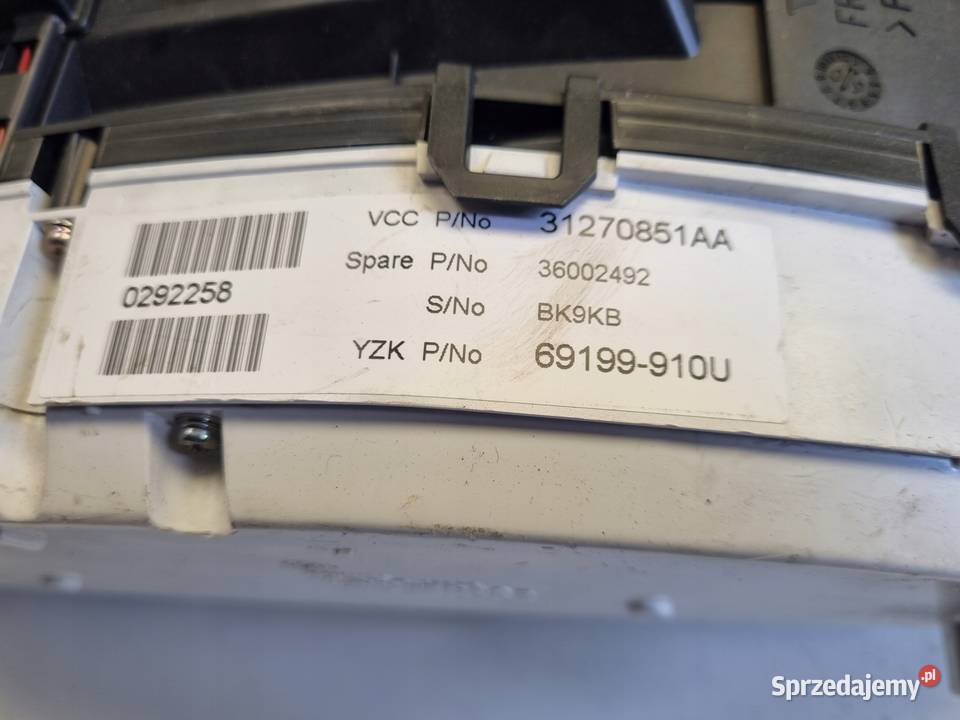 VCC P/No 31270851AA
Spare P/No 36002492
0292258
S/No BK9KB
YZK P/No 69199-910U
Sprzedajemy.pl